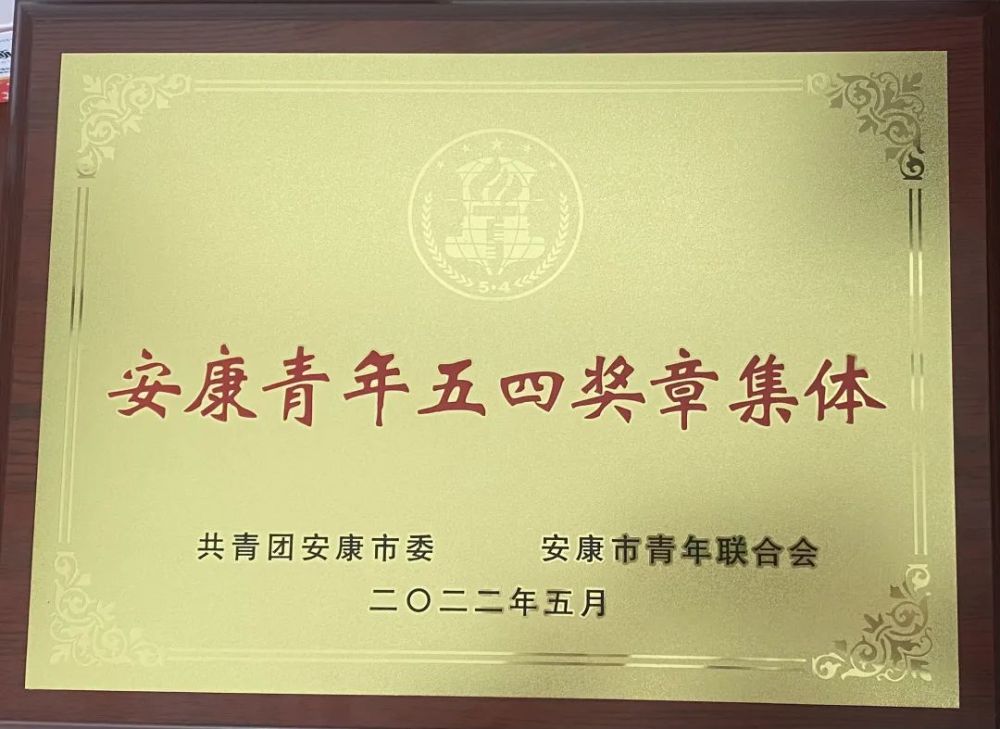 5·4
安康青年五四奖章集体
共青团安康市委 安康市青年联合会
二〇二二年五月